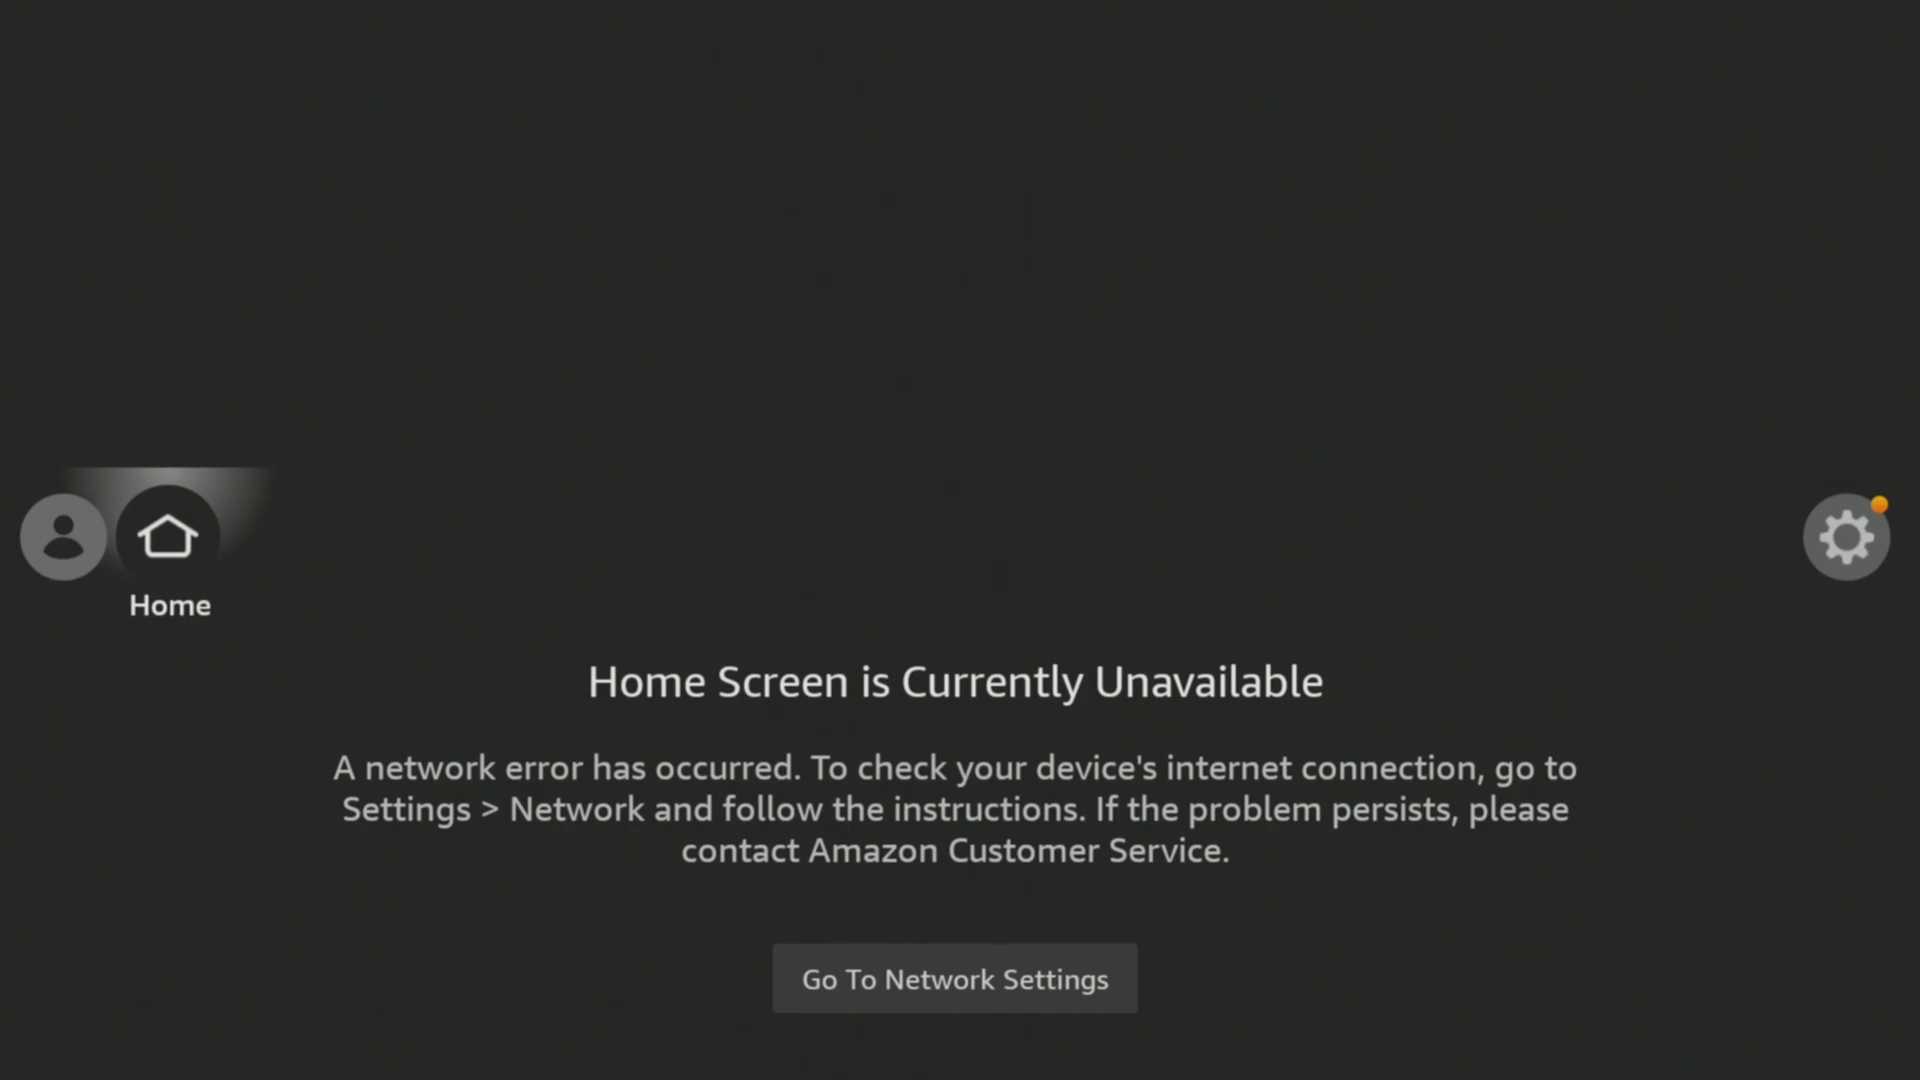 Home
Home Screen is Currently Unavailable
A network error has occurred. To check your device's internet connection, go to
Settings > Network and follow the instructions. If the problem persists, please
contact Amazon Customer Service.
Go To Network Settings